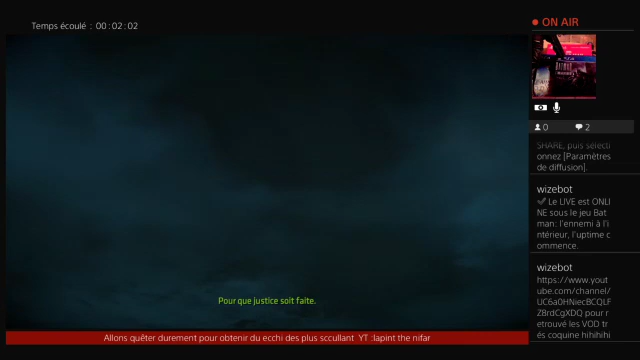 Temps écoulé : 00:02:02
ON AIR
0
2
SHARE, puis sélecti
onnez [Paramètres
de diffusion].
wizebot
✓ Le LIVE est ONLI
NE sous le jeu Bat
man: l'ennemi à l'i
ntérieur, l'uptime c
ommence.
wizebot
https://www.yout
ube.com/channel/
UC6a0HNiecBCQLF
ZBrdCgXDQ pour r
etrouvé les VOD tr
és coquine hihihihi
Pour que justice soit faite.
Allons quêter durement pour obtenir du ecchi des plus sccullant YT :lapint the nifar